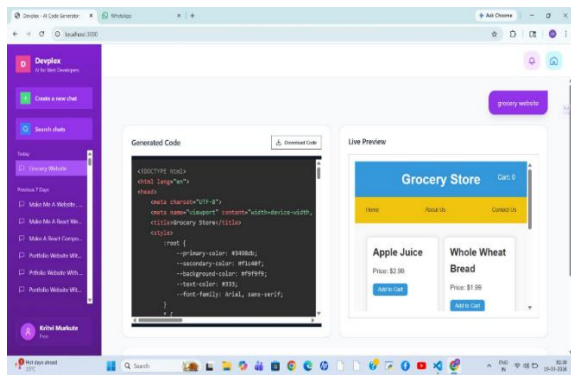 Devplex - AI Code Generator
WhatsApp
Ask Chrome
localhost:3000
Devplex
AI for Web Developers
Create a new chat
Search chats
Today
Grocery Website
Previous 7 Days
Make Me A Website ...
Make Me A React We...
Make A React Compo...
Portfolio Website Wit...
Portfolio Website Wit...
Kritvi Markute
Free
grocery website
Generated Code
Download Code
<!DOCTYPE html>
<html lang="en">
<head>
<meta charset="UTF-8">
<meta name="viewport" content="width=device-width,
<title>Grocery Store</title>
<style>
:root {
--primary-color: #3498db;
--secondary-color: #f1c40f;
--background-color: #f9f9f9;
--text-color: #333;
--font-family: Arial, sans-serif;
}
* {
Live Preview
Grocery Store
Cart: 0
Home
About Us
Contact Us
Apple Juice
Price: $2.99
Add to Cart
Whole Wheat
Bread
Price: $1.99
Add to Cart
Hot days ahead
Search
ENG
IN